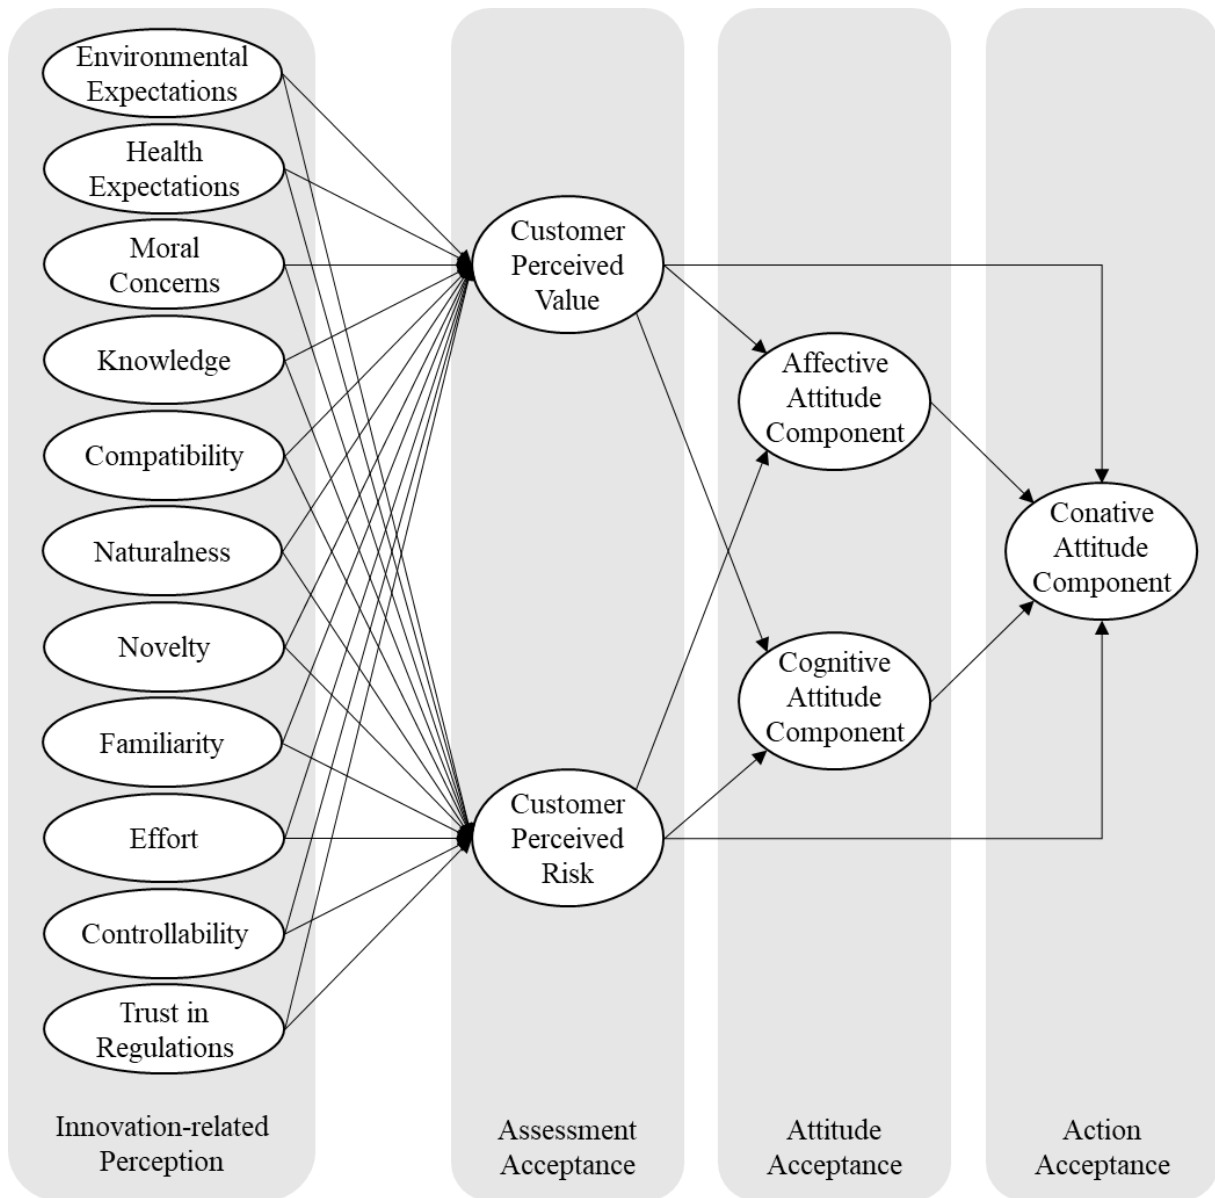 Environmental
Expectations
Health
Expectations
Moral
Concerns
Knowledge
Compatibility
Naturalness
Novelty
Familiarity
Effort
Controllability
Trust in
Regulations
Innovation-related
Perception
Customer
Perceived
Value
Customer
Perceived
Risk
Assessment
Acceptance
Affective
Attitude
Component
Cognitive
Attitude
Component
Attitude
Acceptance
Conative
Attitude
Component
Action
Acceptance